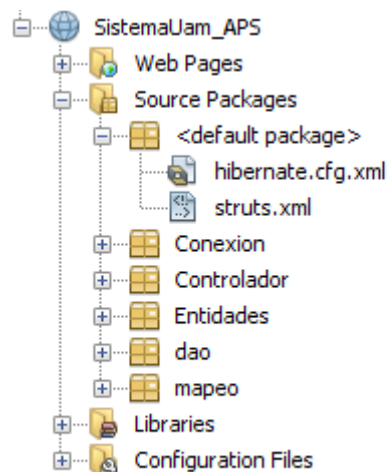 SistemaUam_APS
Web Pages
Source Packages
<default package>
hibernate.cfg.xml
struts.xml
Conexion
Controlador
Entidades
dao
mapeo
Libraries
Configuration Files